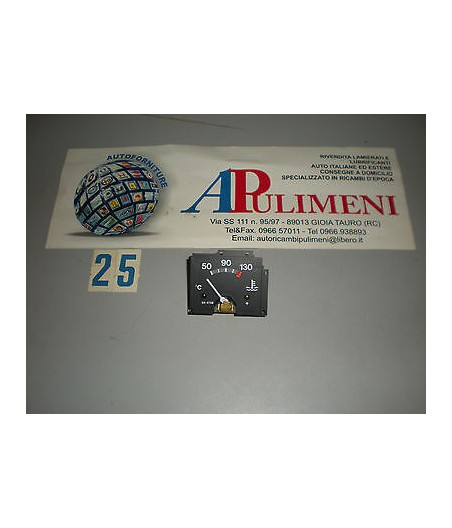 AUTOFORNITURE
RIVENDITA LAMIERATI E
LUBRIFICANTI
AUTO ITALIANE ED ESTERE
CONSEGNE A DOMICILIO
SPECIALIZZATO IN RICAMBI D'EPOCA
APULIMENI
Via SS 111 n. 95/97 - 89013 GIOIA TAURO (RC)
Tel&Fax. 0966 57011 - Tel 0966.938893
Email: autoricambipulimeni@libero.it
25
50 90 130
°C